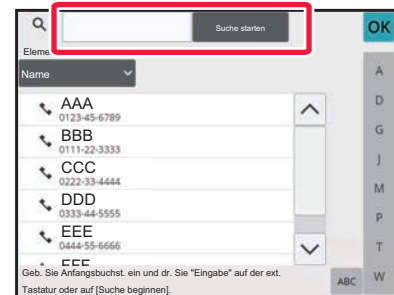 Suche starten
OK
Eleme
Name
AAA
0123-45-6789
BBB
0111-22-3333
CCC
0222-33-4444
DDD
0333-44-5555
EEE
0444-55-6666
FFF
A
D
G
J
M
P
T
W
ABC
Geb. Sie Anfangsbuchst. ein und dr. Sie "Eingabe" auf der ext.
Tastatur oder auf [Suche beginnen].